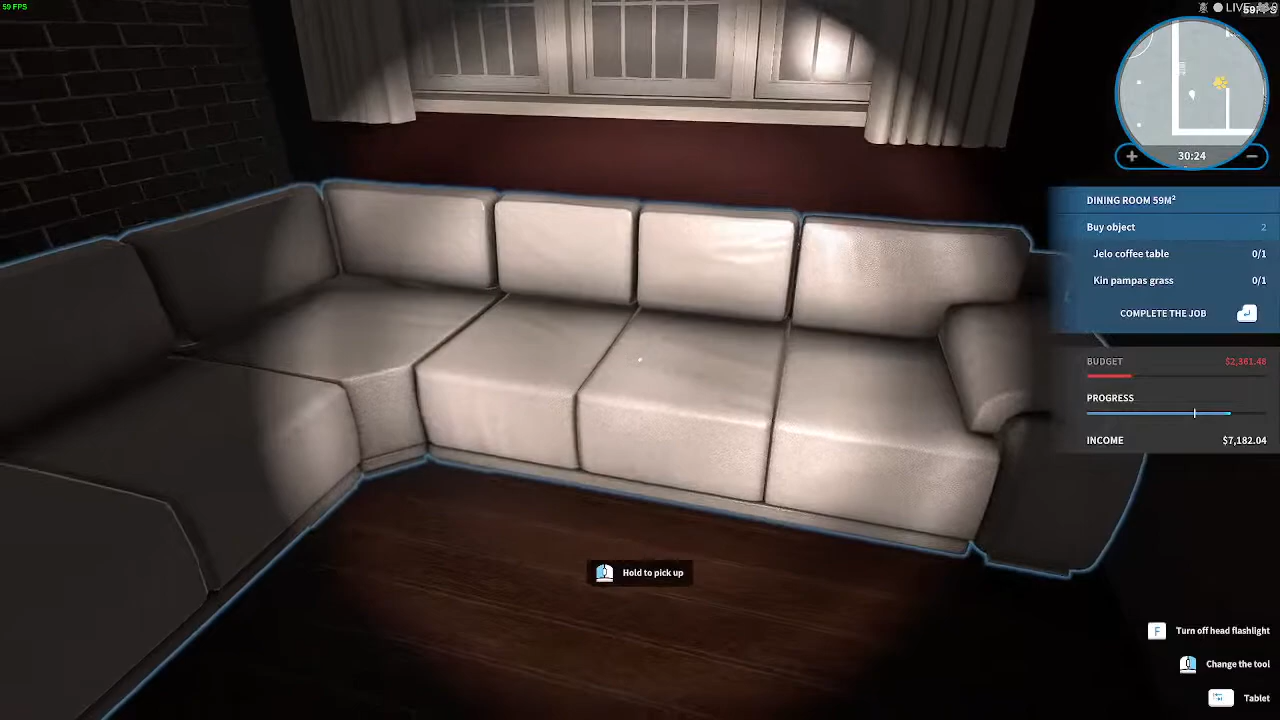 59 FPS
LIVE
30:24
DINING ROOM 59M²
Buy object 2
Jelo coffee table 0/1
Kin pampas grass 0/1
COMPLETE THE JOB
BUDGET $2,361.48
PROGRESS
INCOME $7,182.04
Hold to pick up
F Turn off head flashlight
Change the tool
Tablet